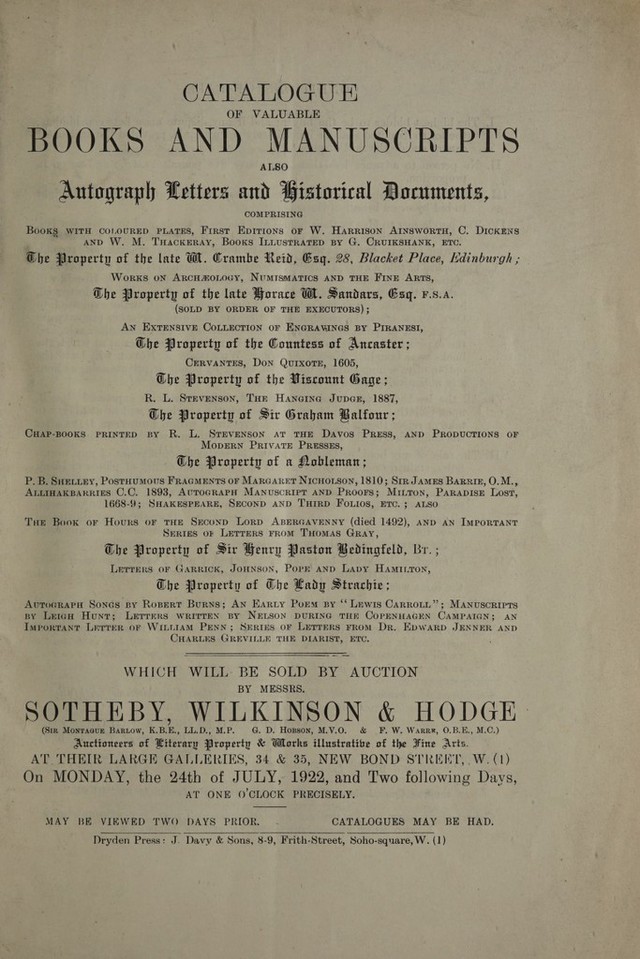 CATALOGUE
OF VALUABLE
BOOKS AND MANUSCRIPTS
ALSO
Autograph Letters and Historical Documents,
COMPRISING
BOOKS WITH COLOURED PLATES, FIRST EDITIONS OF W. HARRISON AINSWORTH, C. DICKENS
AND W. M. THACKERAY, BOOKS ILLUSTRATED BY G. CRUIKSHANK, ETC.
The Property of the late W. Crambe Reid, Esq. 28, Blacket Place, Edinburgh;
WORKS ON ARCHÆOLOGY, NUMISMATICS AND THE FINE ARTS,
The Property of the late Horace W. Sandars, Esq. F.S.A.
(SOLD BY ORDER OF THE EXECUTORS);
AN EXTENSIVE COLLECTION OF ENGRAVINGS BY PIRANESI,
The Property of the Countess of Ancaster;
CERVANTES, DON QUIXOTE, 1605,
The Property of the Viscount Gage;
R. L. STEVENSON, THE HANGING JUDGE, 1887,
The Property of Sir Graham Balfour;
CHAP-BOOKS PRINTED BY R. L. STEVENSON AT THE DAVOS PRESS, AND PRODUCTIONS OF
MODERN PRIVATE PRESSES,
The Property of a Nobleman;
P. B. SHELLEY, POSTHUMOUS FRAGMENTS OF MARGARET NICHOLSON, 1810; SIR JAMES BARRIE, O.M.,
ALLIHAKBARRIES C.C. 1893, AUTOGRAPH MANUSCRIPT AND PROOFS; MILTON, PARADISE LOST,
1668-9; SHAKESPEARE, SECOND AND THIRD FOLIOS, ETC.; ALSO
THE BOOK OF HOURS OF THE SECOND LORD ABERGAVENNY (died 1492), AND AN IMPORTANT
SERIES OF LETTERS FROM THOMAS GRAY,
The Property of Sir Henry Paston Bedingfeld, Bt.;
LETTERS OF GARRICK, JOHNSON, POPE AND LADY HAMILTON,
The Property of The Lady Strachie;
AUTOGRAPH SONGS BY ROBERT BURNS; AN EARLY POEM BY "LEWIS CARROLL"; MANUSCRIPTS
BY LEIGH HUNT; LETTERS WRITTEN BY NELSON DURING THE COPENHAGEN CAMPAIGN; AN
IMPORTANT LETTER OF WILLIAM PENN; SERIES OF LETTERS FROM DR. EDWARD JENNER AND
CHARLES GREVILLE THE DIARIST, ETC.
WHICH WILL BE SOLD BY AUCTION
BY MESSRS.
SOTHEBY, WILKINSON & HODGE
(SIR MONTAGUE BARLOW, K.B.E., LL.D., M.P. G. D. HOBSON, M.V.O. & F. W. WARRE, O.B.E., M.C.)
Auctioneers of Literary Property & Works illustrative of the Fine Arts.
AT THEIR LARGE GALLERIES, 34 & 35, NEW BOND STREET, W. (1)
On MONDAY, the 24th of JULY, 1922, and Two following Days,
AT ONE O'CLOCK PRECISELY.
MAY BE VIEWED TWO DAYS PRIOR. CATALOGUES MAY BE HAD.
Dryden Press: J. Davy & Sons, 8-9, Frith-Street, Soho-square, W. (1)